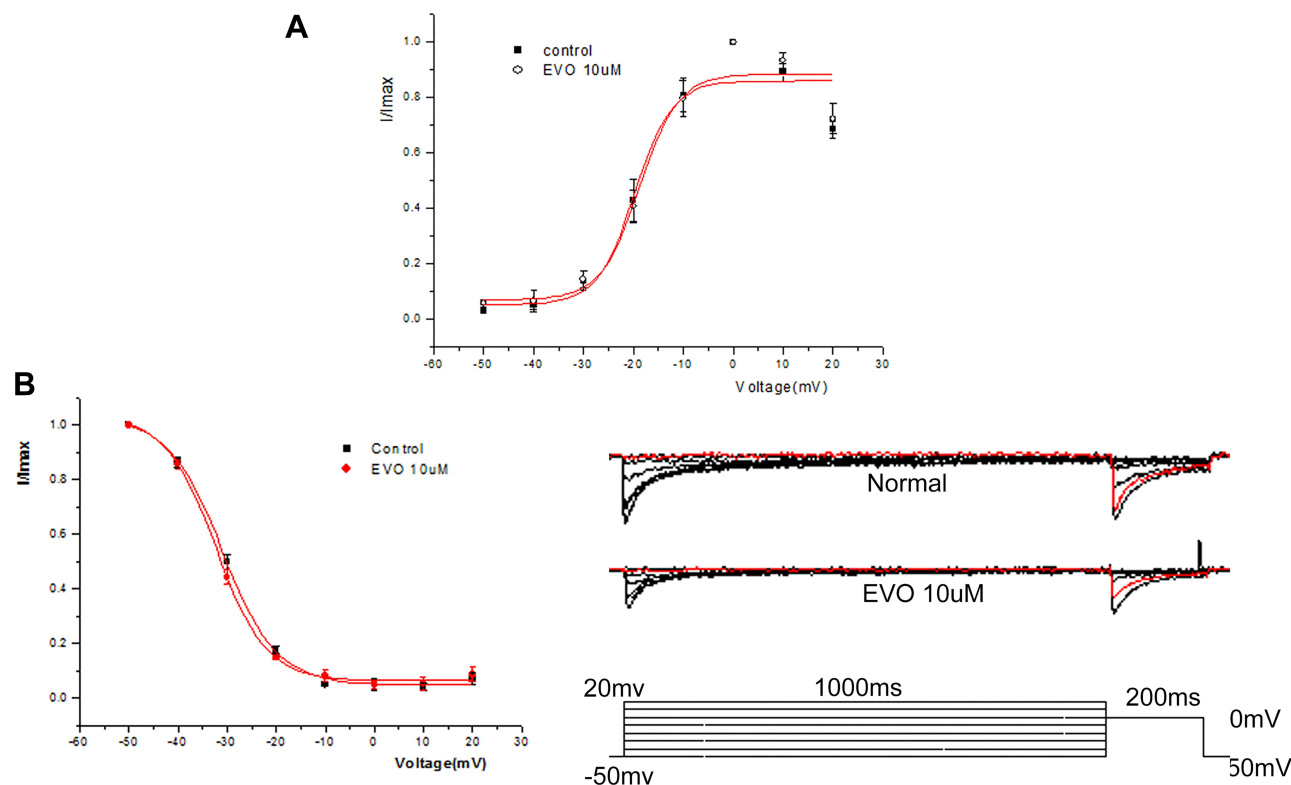 A
control
EVO 10uM
I/Imax
1.0
0.8
0.6
0.4
0.2
0.0
-60 -50 -40 -30 -20 -10 0 10 20 30
Voltage(mV)
B
Control
EVO 10uM
I/Imax
1.0
0.8
0.6
0.4
0.2
0.0
-60 -50 -40 -30 -20 -10 0 10 20 30
Voltage(mV)
Normal
EVO 10uM
20mv 1000ms 200ms
0mV
-50mv 50mV